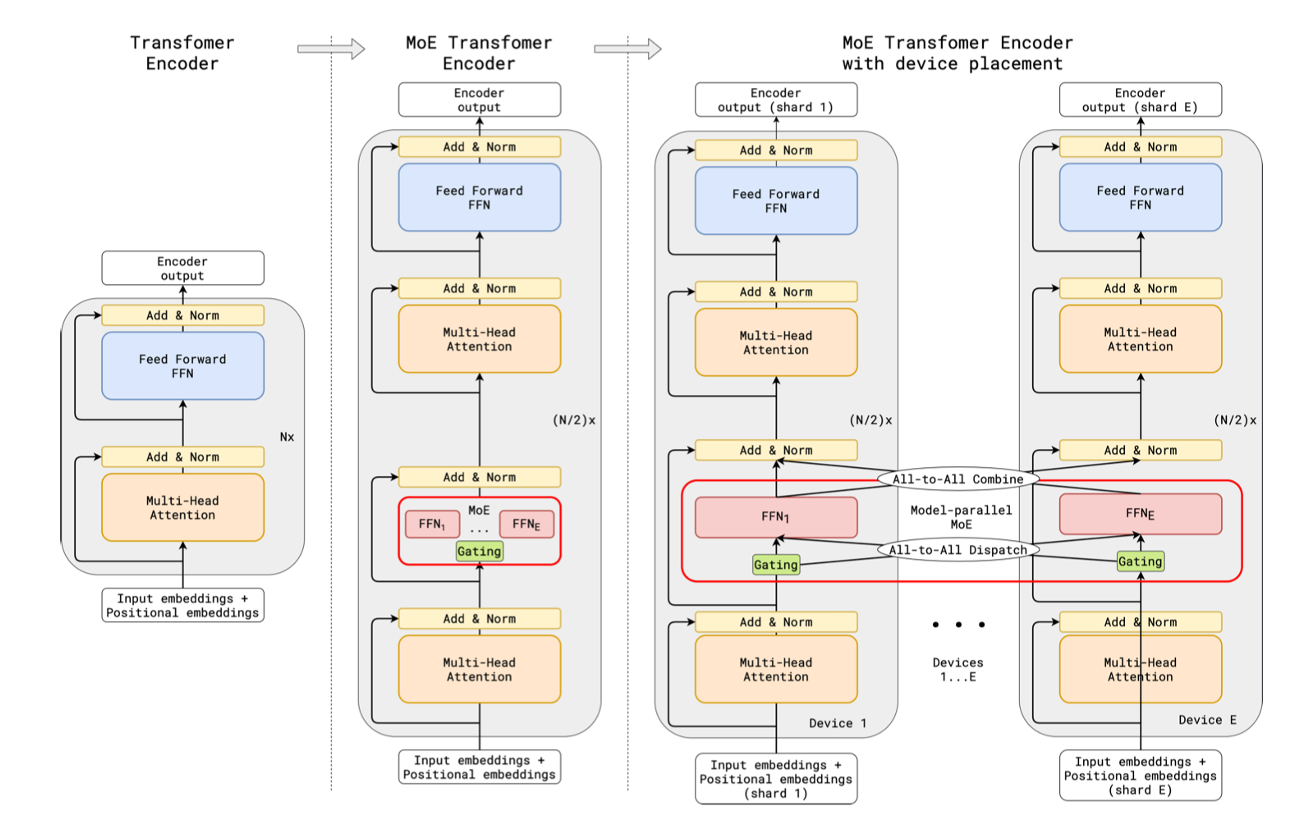 Transfomer
Encoder
Encoder
output
Add & Norm
Feed Forward
FFN
Nx
Add & Norm
Multi-Head
Attention
Input embeddings +
Positional embeddings
MoE Transfomer
Encoder
Encoder
output
Add & Norm
Feed Forward
FFN
Add & Norm
Multi-Head
Attention
(N/2)x
Add & Norm
MoE
FFN1 ... FFNE
Gating
Add & Norm
Multi-Head
Attention
Input embeddings +
Positional embeddings
MoE Transfomer Encoder
with device placement
Encoder
output (shard 1)
Add & Norm
Feed Forward
FFN
Add & Norm
Multi-Head
Attention
(N/2)x
Add & Norm
FFN1
Gating
Add & Norm
Multi-Head
Attention
Device 1
Input embeddings +
Positional embeddings
(shard 1)
All-to-All Combine
Model-parallel
MoE
All-to-All Dispatch
• • •
Devices
1...E
Encoder
output (shard E)
Add & Norm
Feed Forward
FFN
Add & Norm
Multi-Head
Attention
(N/2)x
Add & Norm
FFNE
Gating
Add & Norm
Multi-Head
Attention
Device E
Input embeddings +
Positional embeddings
(shard E)